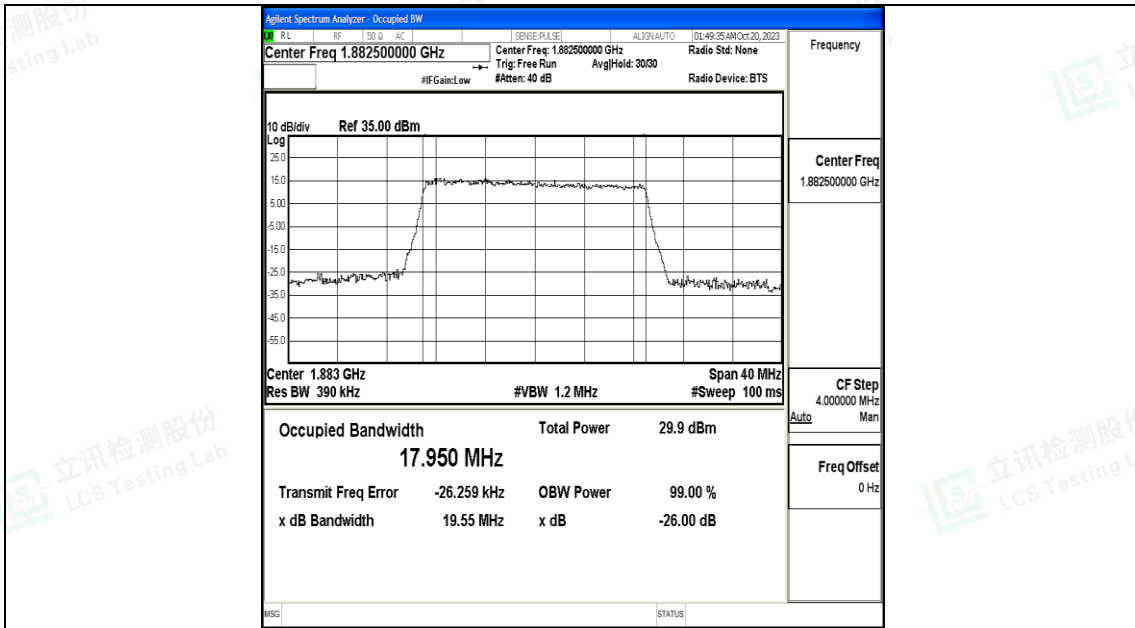 Agilent Spectrum Analyzer - Occupied BW
RL RF 50 Ω AC SENSE:PULSE ALIGN AUTO 01:49:35 AM Oct 20, 2023
Center Freq 1.882500000 GHz
Center Freq: 1.882500000 GHz
Radio Std: None
Trig: Free Run Avg|Hold: 30/30
#IFGain:Low #Atten: 40 dB Radio Device: BTS
10 dB/div Ref 35.00 dBm
Log
25.0
15.0
5.00
-5.00
-15.0
-25.0
-35.0
-45.0
-55.0
Center 1.883 GHz Span 40 MHz
Res BW 390 kHz #VBW 1.2 MHz #Sweep 100 ms
Occupied Bandwidth Total Power 29.9 dBm
17.950 MHz
Transmit Freq Error -26.259 kHz OBW Power 99.00 %
x dB Bandwidth 19.55 MHz x dB -26.00 dB
MSG STATUS
Frequency
Center Freq
1.882500000 GHz
CF Step
4.000000 MHz
Auto Man
Freq Offset
0 Hz
立讯检测股份
LCS Testing Lab
立讯检测股份
LCS Testing L
测股份
sting Lab